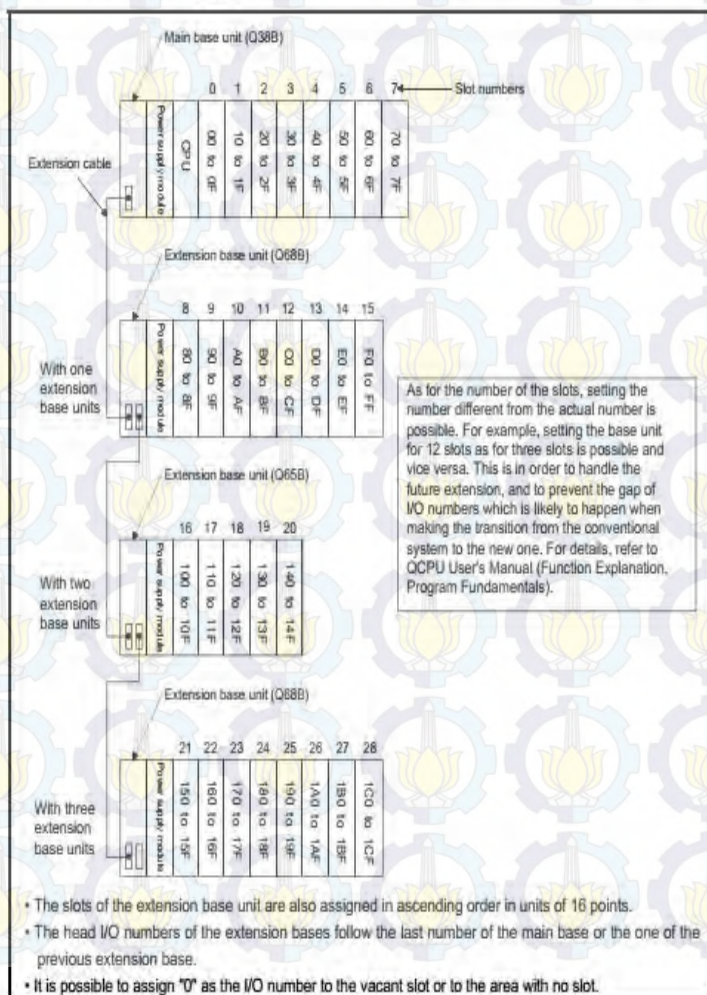 Main base unit (Q38B)
0 1 2 3 4 5 6 7 Slot numbers
Extension cable
Power supply module
CPU
00 to 0F
10 to 1F
20 to 2F
30 to 3F
40 to 4F
50 to 5F
60 to 6F
70 to 7F
Extension base unit (Q68B)
8 9 10 11 12 13 14 15
With one
extension
base units
Power supply module
80 to 8F
90 to 9F
A0 to AF
B0 to BF
C0 to CF
D0 to DF
E0 to EF
F0 to FF
As for the number of the slots, setting the
number different from the actual number is
possible. For example, setting the base unit
for 12 slots as for three slots is possible and
vice versa. This is in order to handle the
future extension, and to prevent the gap of
I/O numbers which is likely to happen when
making the transition from the conventional
system to the new one. For details, refer to
QCPU User's Manual (Function Explanation,
Program Fundamentals).
Extension base unit (Q65B)
16 17 18 19 20
With two
extension
base units
Power supply module
100 to 10F
110 to 11F
120 to 12F
130 to 13F
140 to 14F
Extension base unit (Q68B)
21 22 23 24 25 26 27 28
With three
extension
base units
Power supply module
150 to 15F
160 to 16F
170 to 17F
180 to 18F
190 to 19F
1A0 to 1AF
1B0 to 1BF
1C0 to 1CF
• The slots of the extension base unit are also assigned in ascending order in units of 16 points.
• The head I/O numbers of the extension bases follow the last number of the main base or the one of the
previous extension base.
• It is possible to assign "0" as the I/O number to the vacant slot or to the area with no slot.